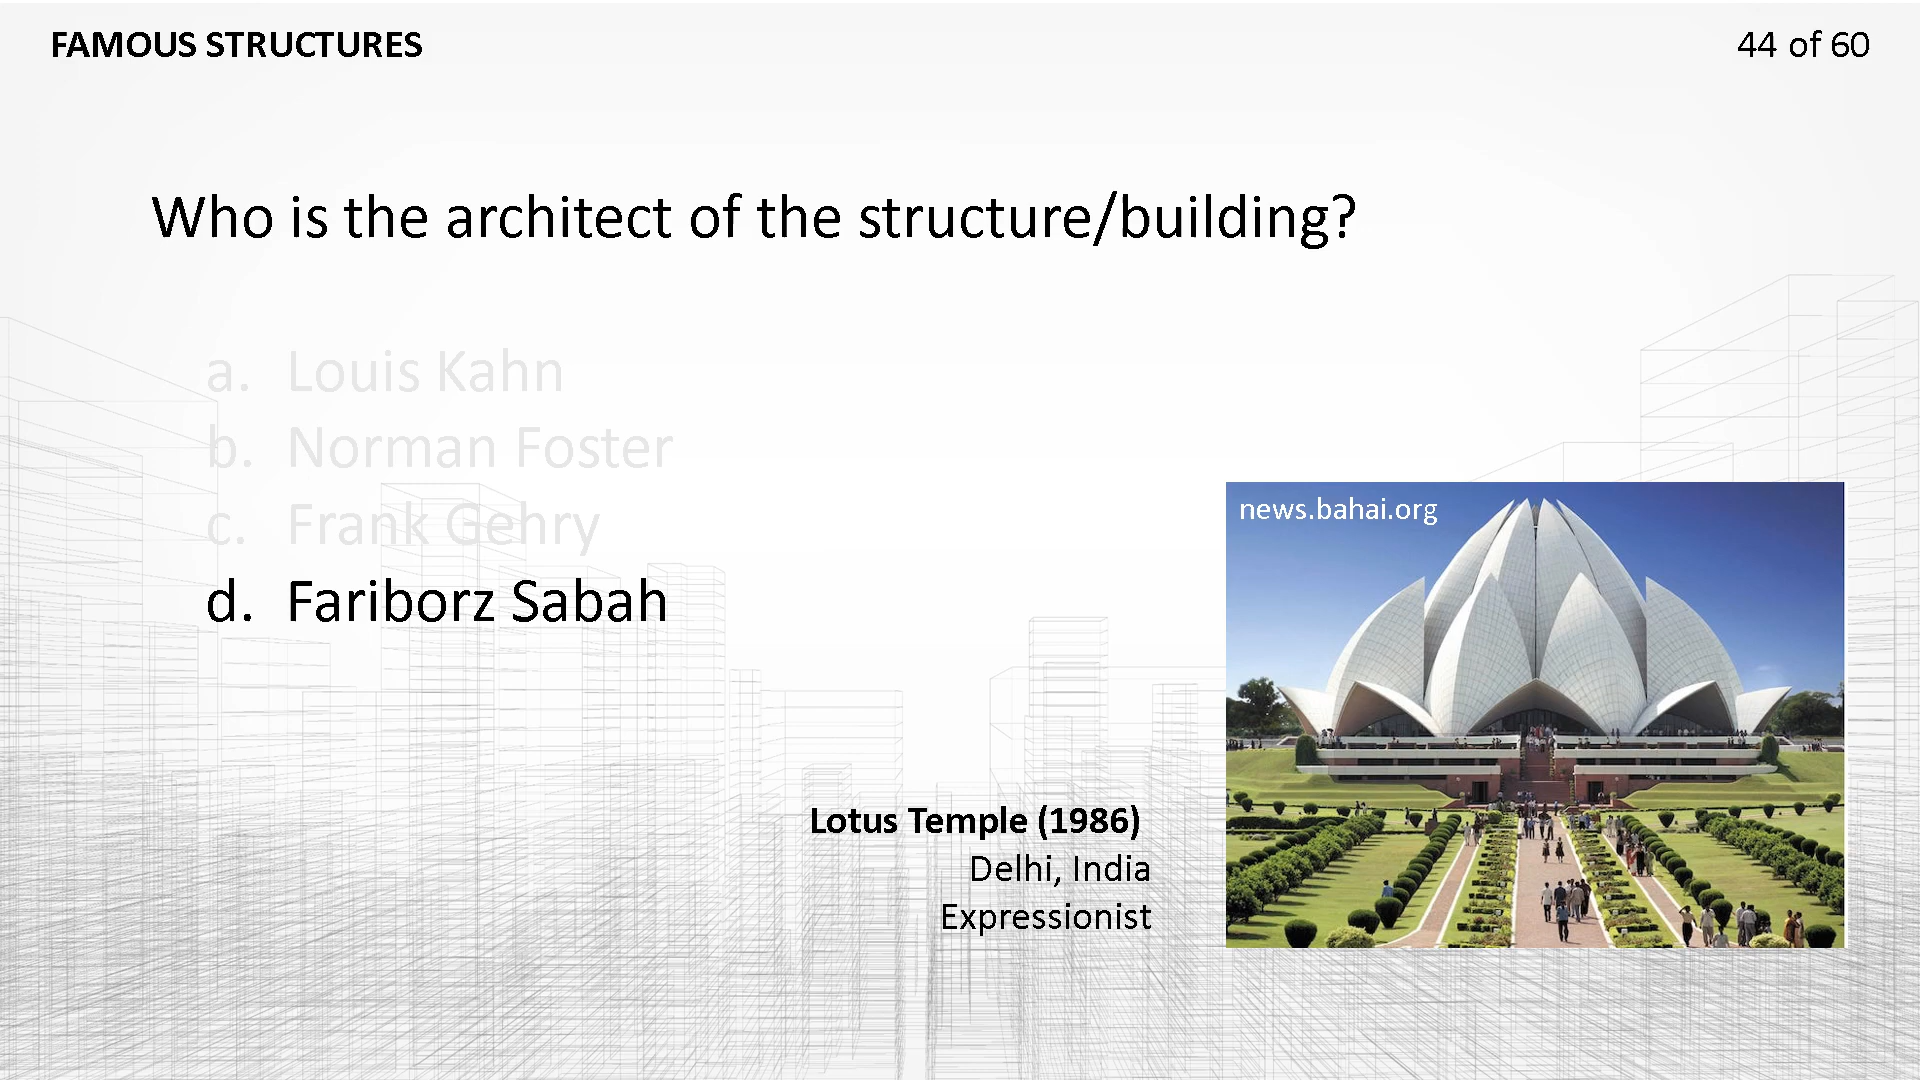 FAMOUS STRUCTURES
44 of 60
Who is the architect of the structure/building?
a. Louis Kahn
b. Norman Foster
c. Frank Gehry
d. Fariborz Sabah
news.bahai.org
Lotus Temple (1986)
Delhi, India
Expressionist